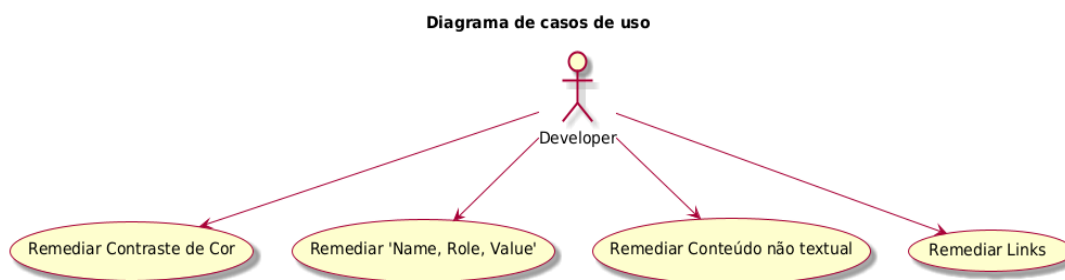 Diagrama de casos de uso
Developer
Remediar Contraste de Cor
Remediar 'Name, Role, Value'
Remediar Conteúdo não textual
Remediar Links